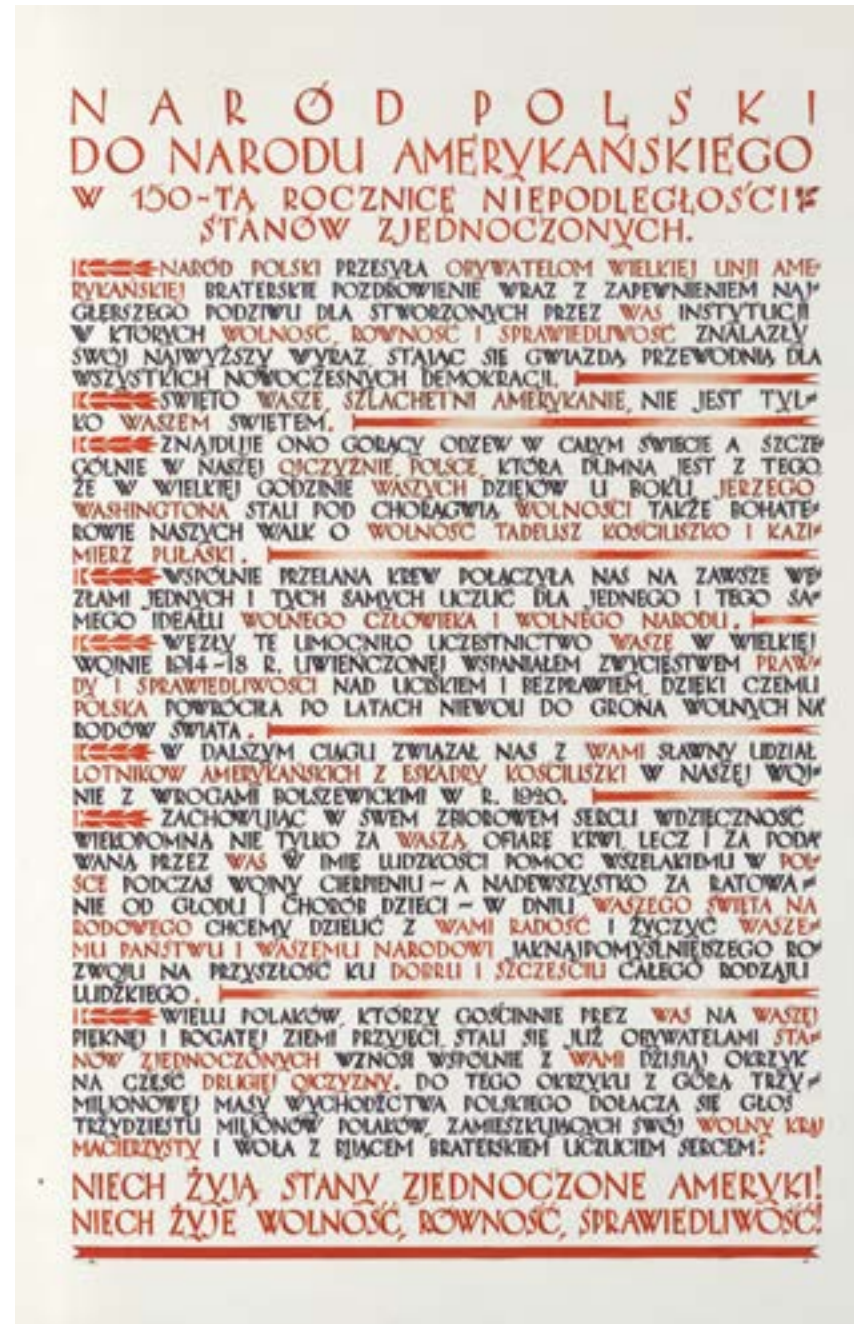 NARÓD POLSKI
DO NARODU AMERYKAŃSKIEGO
W 150-TĄ ROCZNICĘ NIEPODLEGŁOŚCI
STANÓW ZJEDNOCZONYCH.
NARÓD POLSKI PRZESYŁA OBYWATELOM WIELKIEJ UNJI AME-
RYKAŃSKIEJ BRATERSKIE POZDROWIENIE WRAZ Z ZAPEWNIENIEM NAJ-
GŁĘBSZEGO PODZIWU DLA STWORZONYCH PRZEZ WAS INSTYTUCJI
W KTÓRYCH WOLNOŚĆ, RÓWNOŚĆ I SPRAWIEDLIWOŚĆ ZNALAZŁY
SWÓJ NAJWYŻSZY WYRAZ, STAJĄC SIĘ GWIAZDĄ PRZEWODNIĄ DLA
WSZYSTKICH NOWOCZESNYCH DEMOKRACJI.
ŚWIĘTO WASZE, SZLACHETNI AMERYKANIE, NIE JEST TYL-
KO WASZEM ŚWIĘTEM.
ZNAJDUJE ONO GORĄCY ODZEW W CAŁYM ŚWIECIE A SZCZE
GÓLNIE W NASZEJ OJCZYŹNIE, POLSCE, KTÓRA DUMNA JEST Z TEGO
ŻE W WIELKIEJ GODZINIE WASZYCH DZIEJÓW U BOKU JERZEGO
WASHINGTONA STALI POD CHORĄGWIĄ WOLNOŚCI TAKŻE BOHATE-
ROWIE NASZYCH WALK O WOLNOŚĆ TADEUSZ KOŚCIUSZKO I KAZI-
MIERZ PUŁASKI.
WSPÓLNIE PRZELANA KREW POŁĄCZYŁA NAS NA ZAWSZE WĘ-
ZŁAMI JEDNYCH I TYCH SAMYCH UCZUĆ DLA JEDNEGO I TEGO SA-
MEGO IDEAŁU WOLNEGO CZŁOWIEKA I WOLNEGO NARODU.
WĘZŁY TE UMOCNIŁO UCZESTNICTWO WASZE W WIELKIEJ
WOJNIE 1914-18 R. UWIEŃCZONEJ WSPANIAŁEM ZWYCIĘSTWEM PRAW-
DY I SPRAWIEDLIWOŚCI NAD UCISKIEM I BEZPRAWIEM, DZIĘKI CZEMU
POLSKA POWRÓCIŁA PO LATACH NIEWOLI DO GRONA WOLNYCH NA
RODÓW ŚWIATA.
W DALSZYM CIĄGU ZWIĄZAŁ NAS Z WAMI SŁAWNY UDZIAŁ
LOTNIKÓW AMERYKAŃSKICH Z ESKADRY KOŚCIUSZKI W NASZEJ WOJ-
NIE Z WROGAMI BOLSZEWICKIMI W R. 1920.
ZACHOWUJĄC W SWEM ZBIOROWEM SERCU WDZIĘCZNOŚĆ
WIEKOPOMNĄ NIE TYLKO ZA WASZĄ OFIARĘ KRWI, LECZ I ZA PODA
WANĄ PRZEZ WAS W IMIĘ LUDZKOŚCI POMOC WSZELAKIEMU W POL-
SCE PODCZAS WOJNY CIERPIENIU - A NADEWSZYSTKO ZA RATOWA-
NIE OD GŁODU I CHORÓB DZIECI - W DNIU WASZEGO ŚWIĘTA NA
RODOWEGO CHCEMY DZIELIĆ Z WAMI RADOŚĆ I ŻYCZYĆ WASZE-
MU PAŃSTWU I WASZEMU NARODOWI JAKNAJPOMYŚLNIEJSZEGO RO-
ZWOJU NA PRZYSZŁOŚĆ KU DOBRU I SZCZĘŚCIU CAŁEGO RODZAJU
LUDZKIEGO.
WIELU POLAKÓW, KTÓRZY GOŚCINNIE PRZEZ WAS NA WASZEJ
PIĘKNEJ I BOGATEJ ZIEMI PRZYJĘCI, STALI SIĘ JUŻ OBYWATELAMI STA-
NÓW ZJEDNOCZONYCH WZNOSI WSPÓLNIE Z WAMI DZISIAJ OKRZYK
NA CZEŚĆ DRUGIEJ OJCZYZNY. DO TEGO OKRZYKU Z GÓRĄ TRZY-
MILJONOWEJ MASY WYCHODŹCTWA POLSKIEGO DOŁĄCZA SIĘ GŁOS
TRZYDZIESTU MILJONÓW POLAKÓW, ZAMIESZKUJĄCYCH SWÓJ WOLNY KRAJ
MACIERZYSTY I WOŁA Z BIJĄCEM BRATERSKIEM UCZUCIEM SERCEM:
NIECH ŻYJĄ STANY ZJEDNOCZONE AMERYKI!
NIECH ŻYJE WOLNOŚĆ, RÓWNOŚĆ, SPRAWIEDLIWOŚĆ!